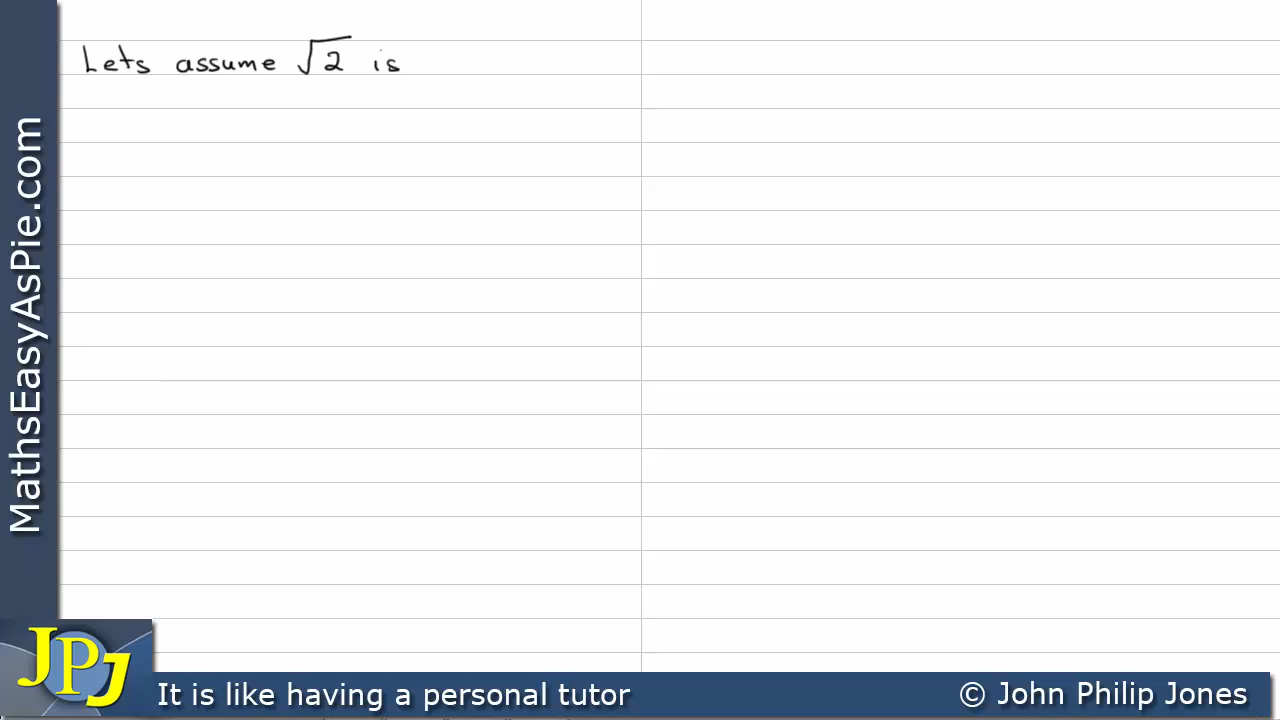 Lets assume √2 is
MathsEasyAsPie.com
JPJ
It is like having a personal tutor
© John Philip Jones